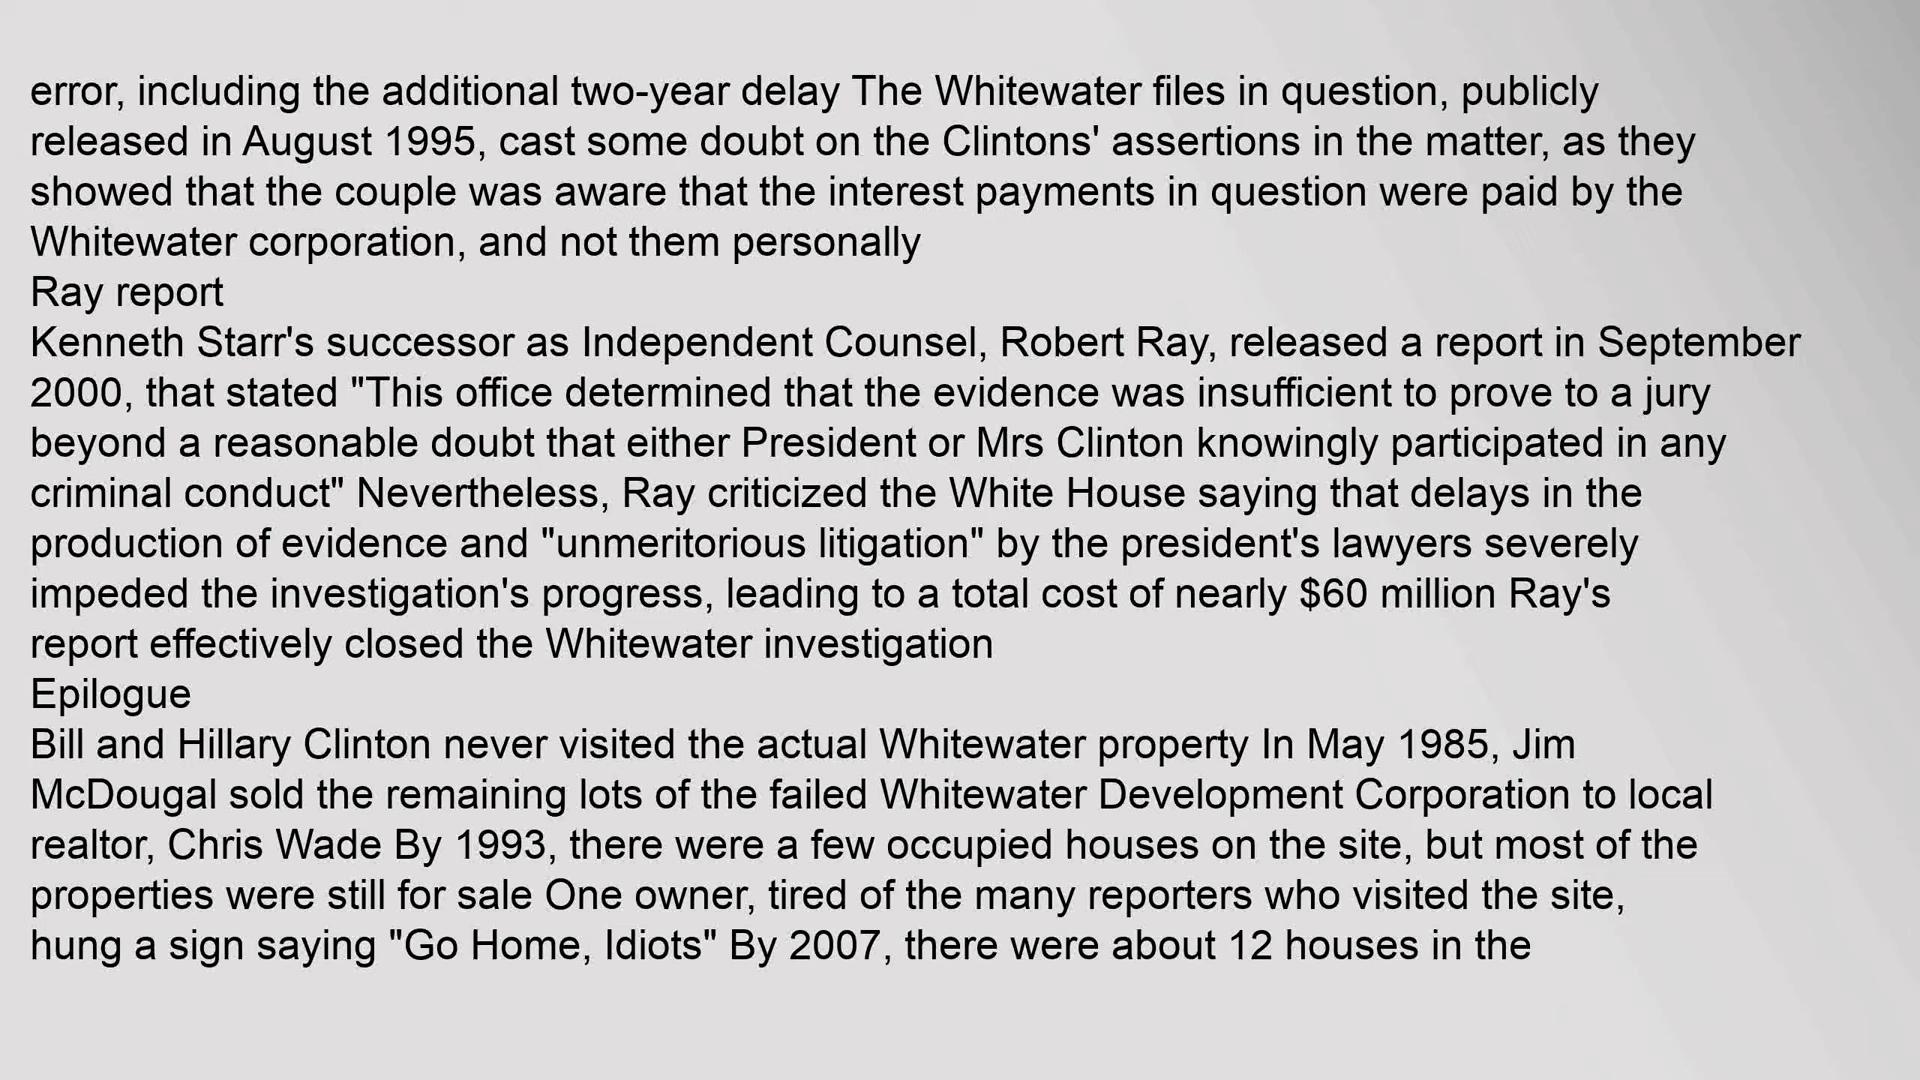 error, including the additional two-year delay The Whitewater files in question, publicly
released in August 1995, cast some doubt on the Clintons' assertions in the matter, as they
showed that the couple was aware that the interest payments in question were paid by the
Whitewater corporation, and not them personally
Ray report
Kenneth Starr's successor as Independent Counsel, Robert Ray, released a report in September
2000, that stated "This office determined that the evidence was insufficient to prove to a jury
beyond a reasonable doubt that either President or Mrs Clinton knowingly participated in any
criminal conduct" Nevertheless, Ray criticized the White House saying that delays in the
production of evidence and "unmeritorious litigation" by the president's lawyers severely
impeded the investigation's progress, leading to a total cost of nearly $60 million Ray's
report effectively closed the Whitewater investigation
Epilogue
Bill and Hillary Clinton never visited the actual Whitewater property In May 1985, Jim
McDougal sold the remaining lots of the failed Whitewater Development Corporation to local
realtor, Chris Wade By 1993, there were a few occupied houses on the site, but most of the
properties were still for sale One owner, tired of the many reporters who visited the site,
hung a sign saying "Go Home, Idiots" By 2007, there were about 12 houses in the